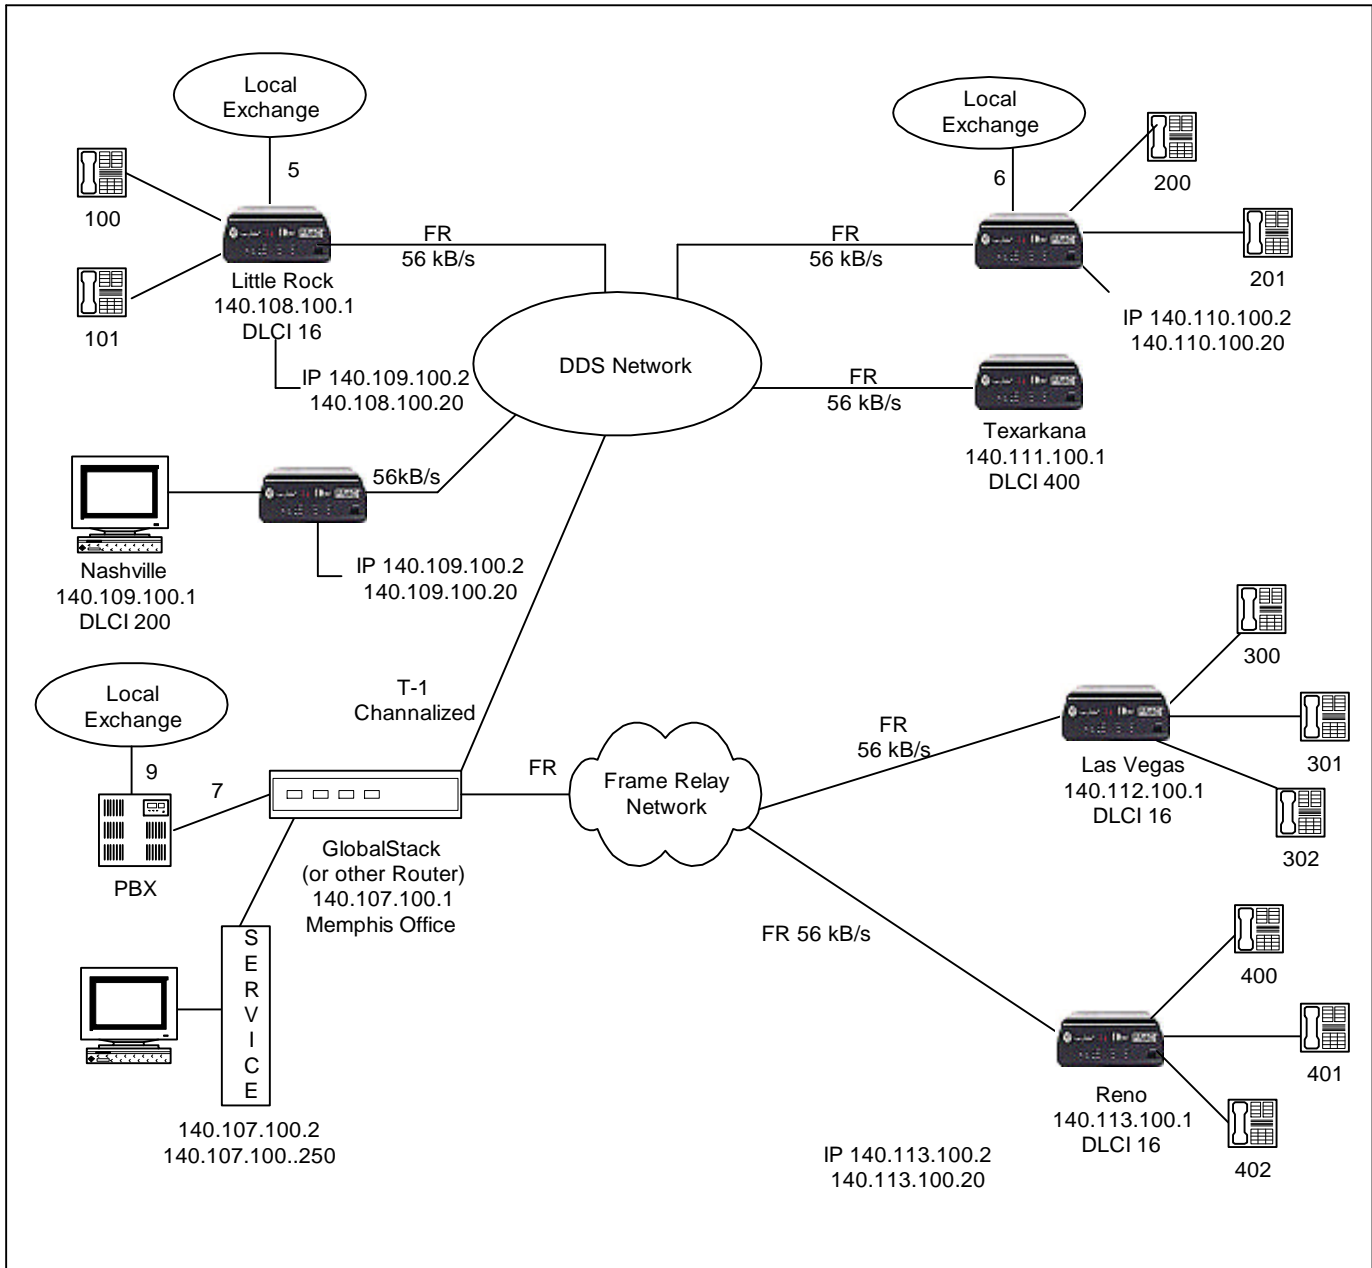 Local
Exchange
5
100
101
Little Rock
140.108.100.1
DLCI 16
IP 140.109.100.2
140.108.100.20
FR
56 kB/s
Local
Exchange
6
200
201
FR
56 kB/s
IP 140.110.100.2
140.110.100.20
DDS Network
FR
56 kB/s
Texarkana
140.111.100.1
DLCI 400
56kB/s
Nashville
140.109.100.1
DLCI 200
IP 140.109.100.2
140.109.100.20
Local
Exchange
9
7
PBX
T-1
Channalized
GlobalStack
(or other Router)
140.107.100.1
Memphis Office
FR
Frame Relay
Network
FR
56 kB/s
Las Vegas
140.112.100.1
DLCI 16
300
301
302
S
E
R
V
I
C
E
140.107.100.2
140.107.100..250
FR 56 kB/s
Reno
140.113.100.1
DLCI 16
400
401
402
IP 140.113.100.2
140.113.100.20